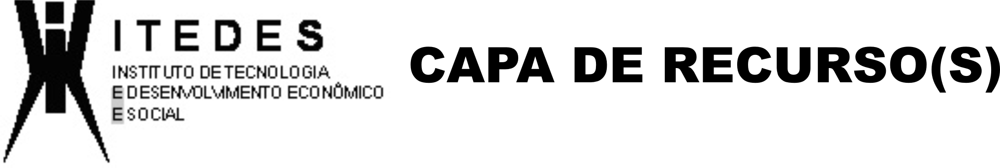 ITEDES
INSTITUTO DE TECNOLOGIA
E DESENVOLVIMENTO ECONÔMICO
E SOCIAL
CAPA DE RECURSO(S)